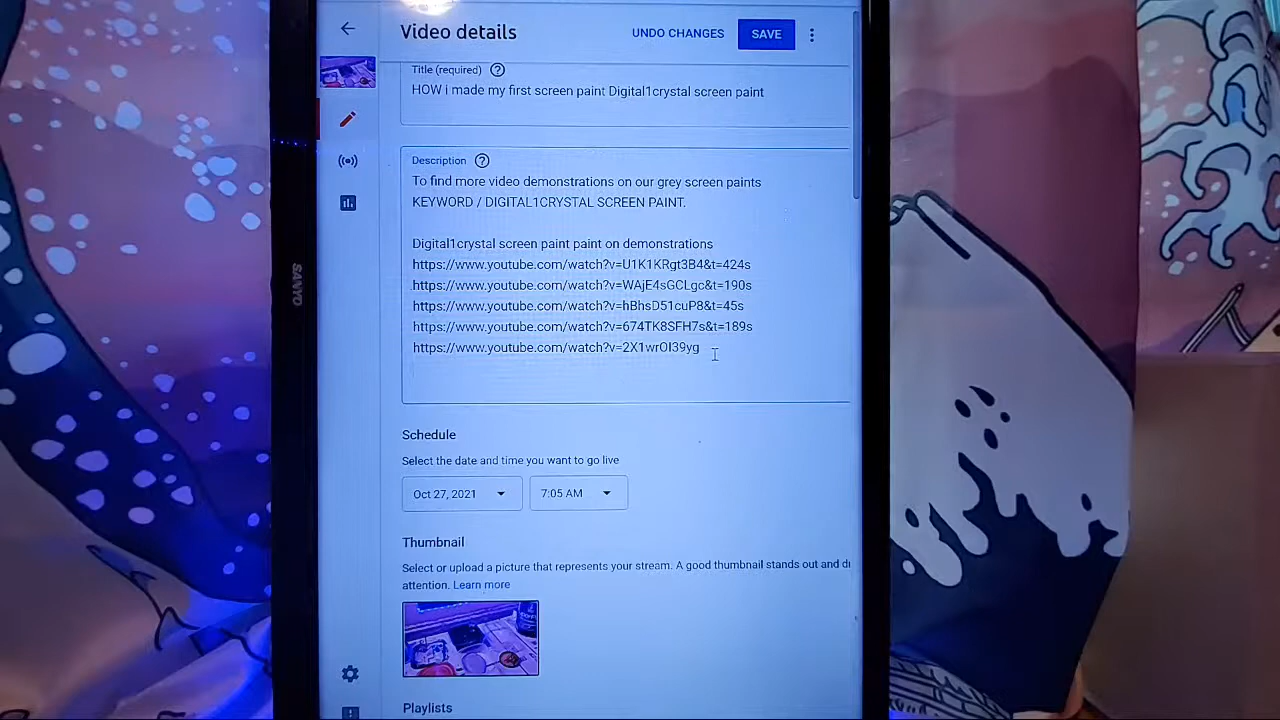 Video details
UNDO CHANGES
SAVE
Title (required)
HOW i made my first screen paint Digital1crystal screen paint
Description
To find more video demonstrations on our grey screen paints
KEYWORD / DIGITAL1CRYSTAL SCREEN PAINT.
Digital1crystal screen paint paint on demonstrations
https://www.youtube.com/watch?v=U1K1KRgt3B4&t=424s
https://www.youtube.com/watch?v=WAjE4sGCLgc&t=190s
https://www.youtube.com/watch?v=hBhsD51cuP8&t=45s
https://www.youtube.com/watch?v=674TK8SFH7s&t=189s
https://www.youtube.com/watch?v=2X1wrOI39yg
Schedule
Select the date and time you want to go live
Oct 27, 2021
7:05 AM
Thumbnail
Select or upload a picture that represents your stream. A good thumbnail stands out and
attention. Learn more
Playlists
SANYO